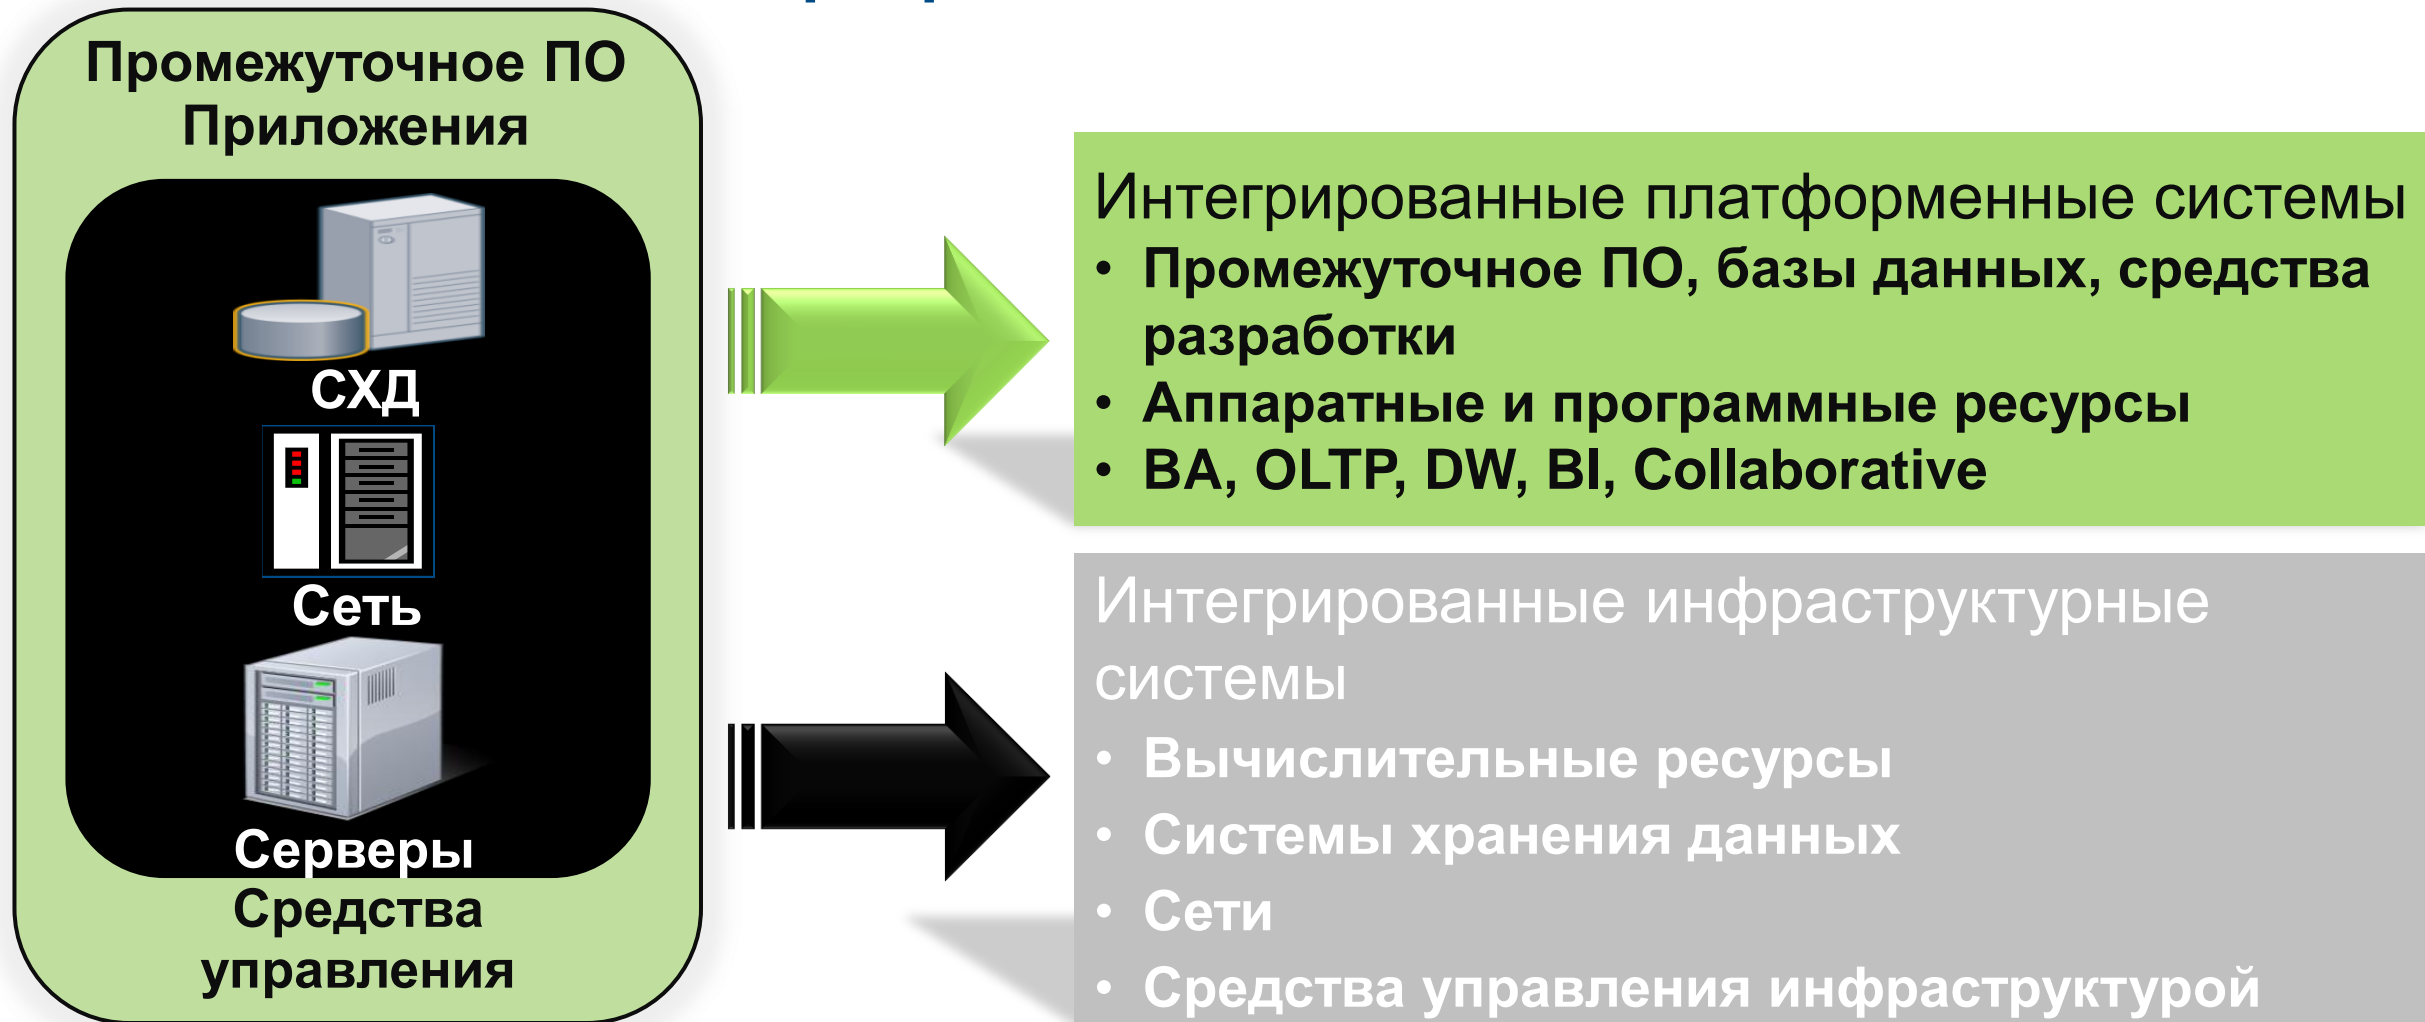 Промежуточное ПО
Приложения
СХД
Сеть
Серверы
Средства
управления
Интегрированные платформенные системы
• Промежуточное ПО, базы данных, средства
разработки
• Аппаратные и программные ресурсы
• BA, OLTP, DW, BI, Collaborative
Интегрированные инфраструктурные
системы
• Вычислительные ресурсы
• Системы хранения данных
• Сети
• Средства управления инфраструктурой